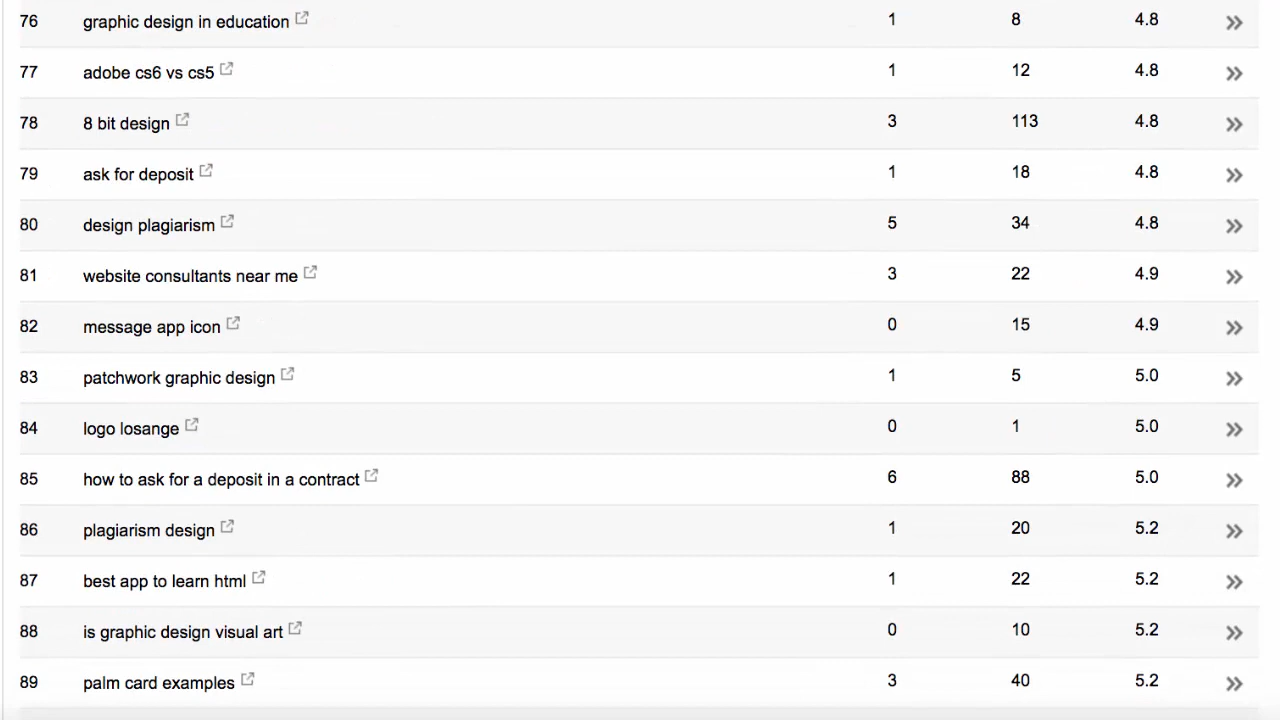 76 graphic design in education 1 8 4.8
77 adobe cs6 vs cs5 1 12 4.8
78 8 bit design 3 113 4.8
79 ask for deposit 1 18 4.8
80 design plagiarism 5 34 4.8
81 website consultants near me 3 22 4.9
82 message app icon 0 15 4.9
83 patchwork graphic design 1 5 5.0
84 logo losange 0 1 5.0
85 how to ask for a deposit in a contract 6 88 5.0
86 plagiarism design 1 20 5.2
87 best app to learn html 1 22 5.2
88 is graphic design visual art 0 10 5.2
89 palm card examples 3 40 5.2